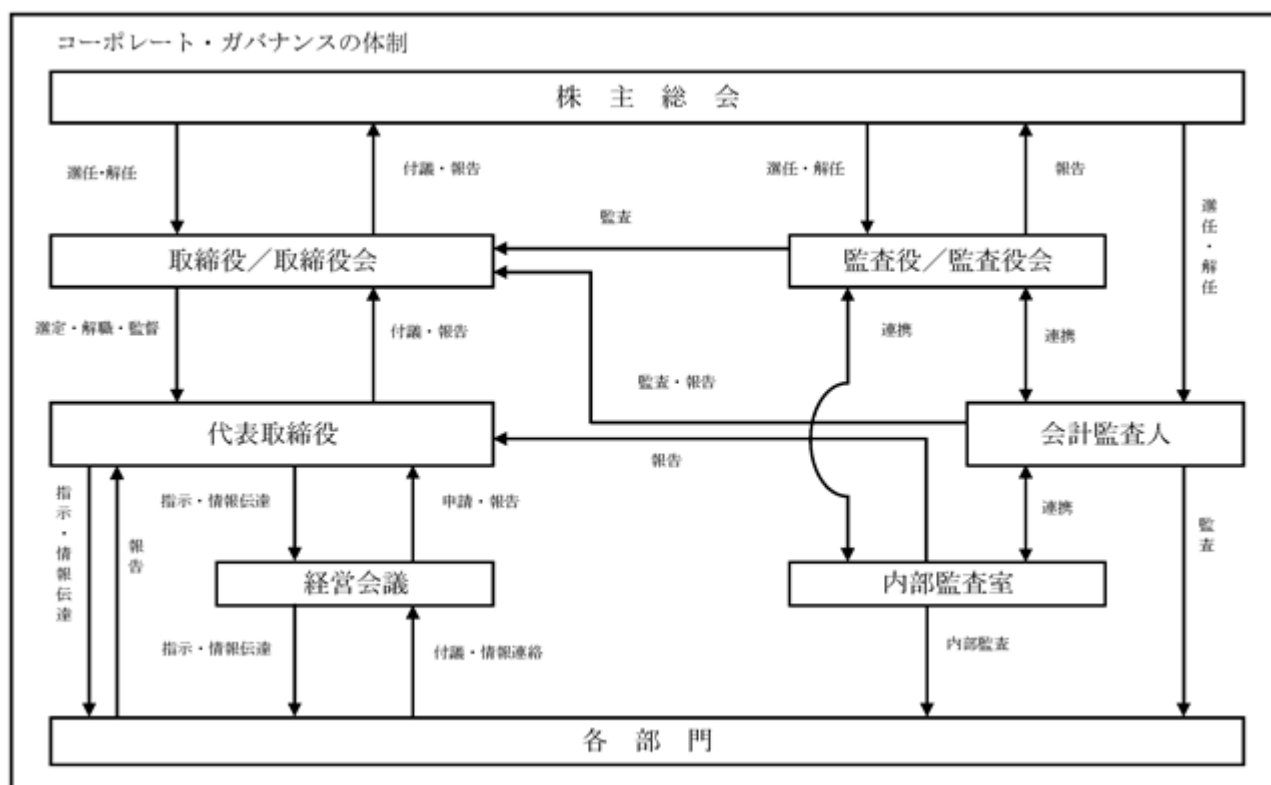 コーポレート・ガバナンスの体制
株主総会
選任・解任
付議・報告
選任・解任
報告
選任・解任
監査
取締役／取締役会
監査役／監査役会
選定・解職・監督
付議・報告
連携
連携
監査・報告
代表取締役
会計監査人
報告
指示・情報伝達
報告
指示・情報伝達
申請・報告
連携
監査
経営会議
内部監査室
指示・情報伝達
付議・情報連絡
内部監査
各部門